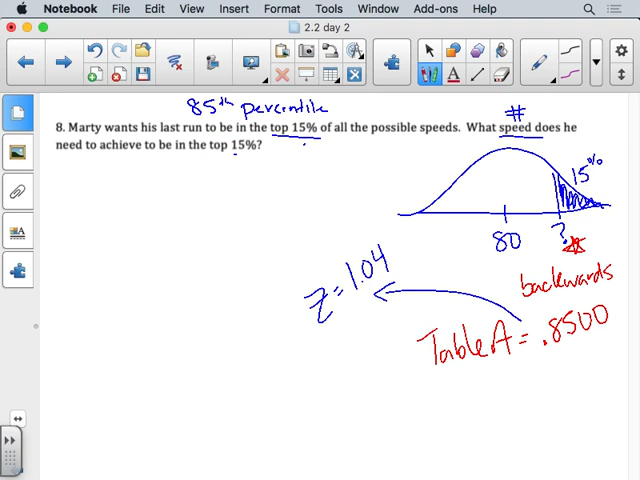 Notebook File Edit View Insert Format Tools Window Add-ons Help
2.2 day 2
85th percentile
#
8. Marty wants his last run to be in the top 15% of all the possible speeds. What speed does he
need to achieve to be in the top 15%?
15%
80
?
z = 1.04
backwards
Table A = .8500